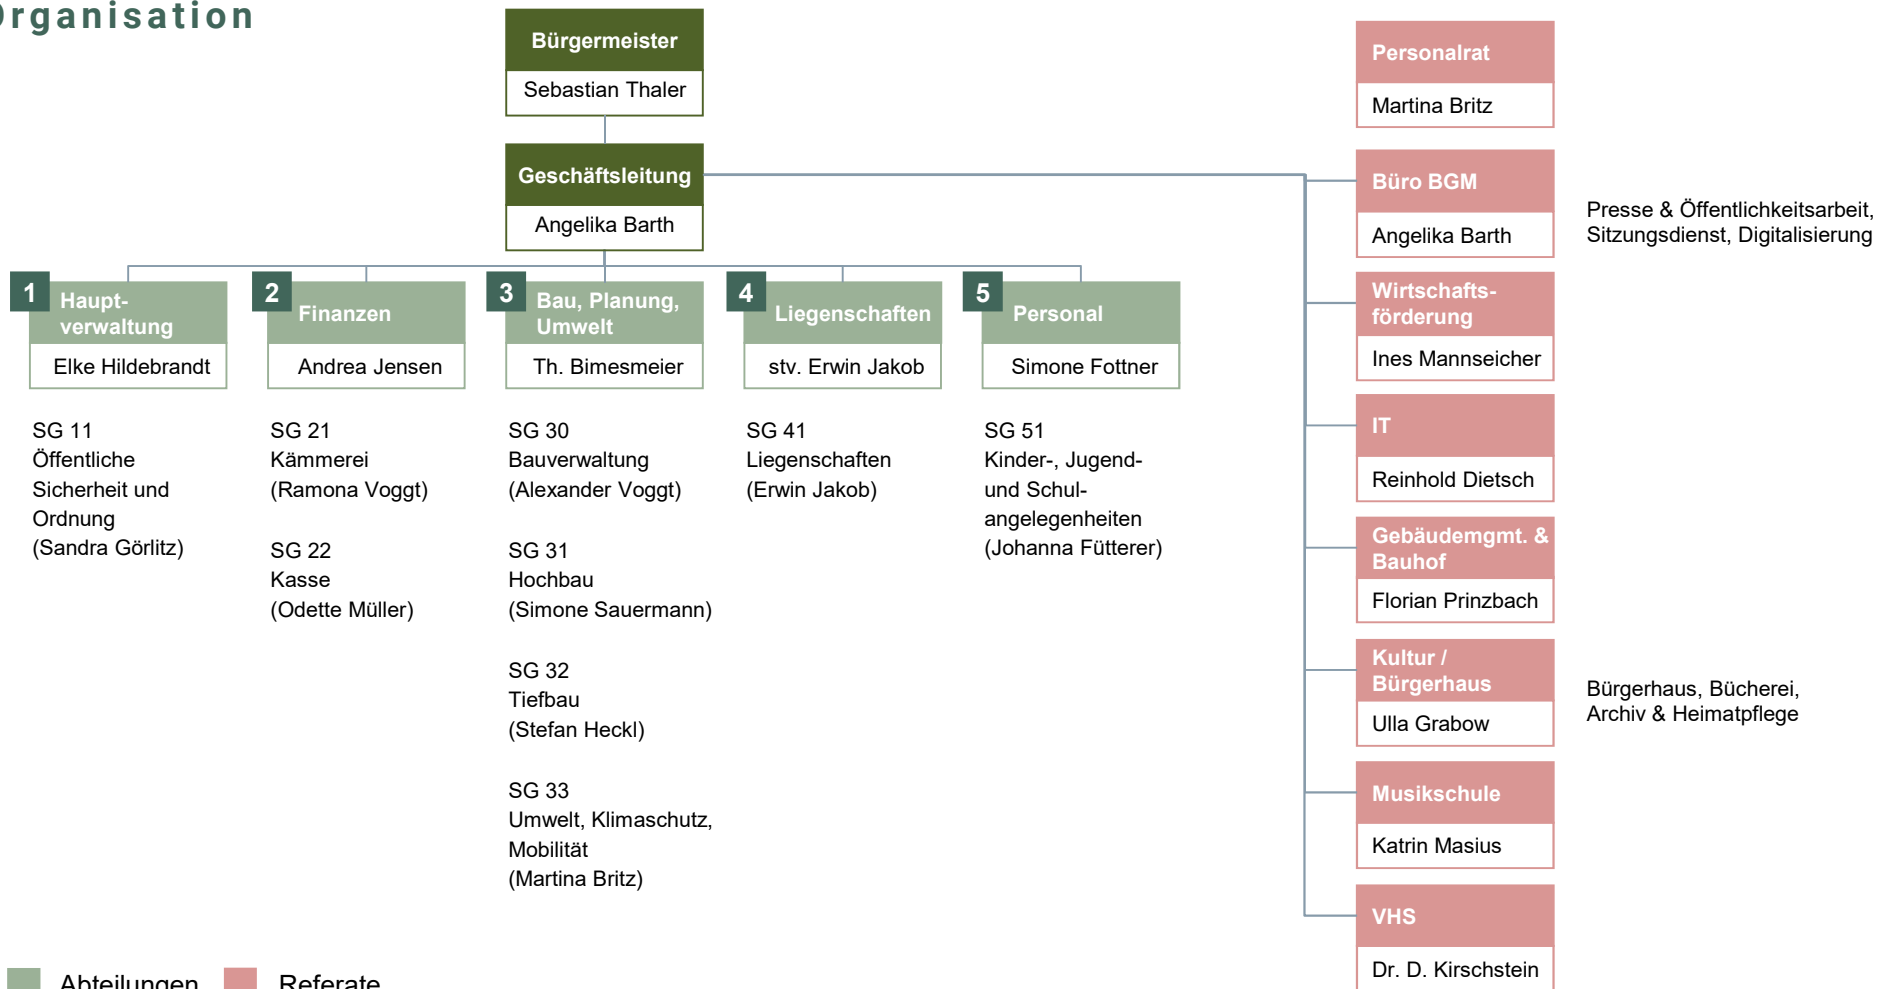 Organisation
Bürgermeister
Sebastian Thaler
Geschäftsleitung
Angelika Barth
1
Haupt-
verwaltung
Elke Hildebrandt
SG 11
Öffentliche
Sicherheit und
Ordnung
(Sandra Görlitz)
2
Finanzen
Andrea Jensen
SG 21
Kämmerei
(Ramona Voggt)
SG 22
Kasse
(Odette Müller)
3
Bau, Planung,
Umwelt
Th. Bimesmeier
SG 30
Bauverwaltung
(Alexander Voggt)
SG 31
Hochbau
(Simone Sauermann)
SG 32
Tiefbau
(Stefan Heckl)
SG 33
Umwelt, Klimaschutz,
Mobilität
(Martina Britz)
4
Liegenschaften
stv. Erwin Jakob
SG 41
Liegenschaften
(Erwin Jakob)
5
Personal
Simone Fottner
SG 51
Kinder-, Jugend-
und Schul-
angelegenheiten
(Johanna Fütterer)
Personalrat
Martina Britz
Büro BGM
Angelika Barth
Presse & Öffentlichkeitsarbeit,
Sitzungsdienst, Digitalisierung
Wirtschafts-
förderung
Ines Mannseicher
IT
Reinhold Dietsch
Gebäudemgmt. &
Bauhof
Florian Prinzbach
Kultur /
Bürgerhaus
Ulla Grabow
Bürgerhaus, Bücherei,
Archiv & Heimatpflege
Musikschule
Katrin Masius
VHS
Dr. D. Kirschstein
Abteilungen
Referate